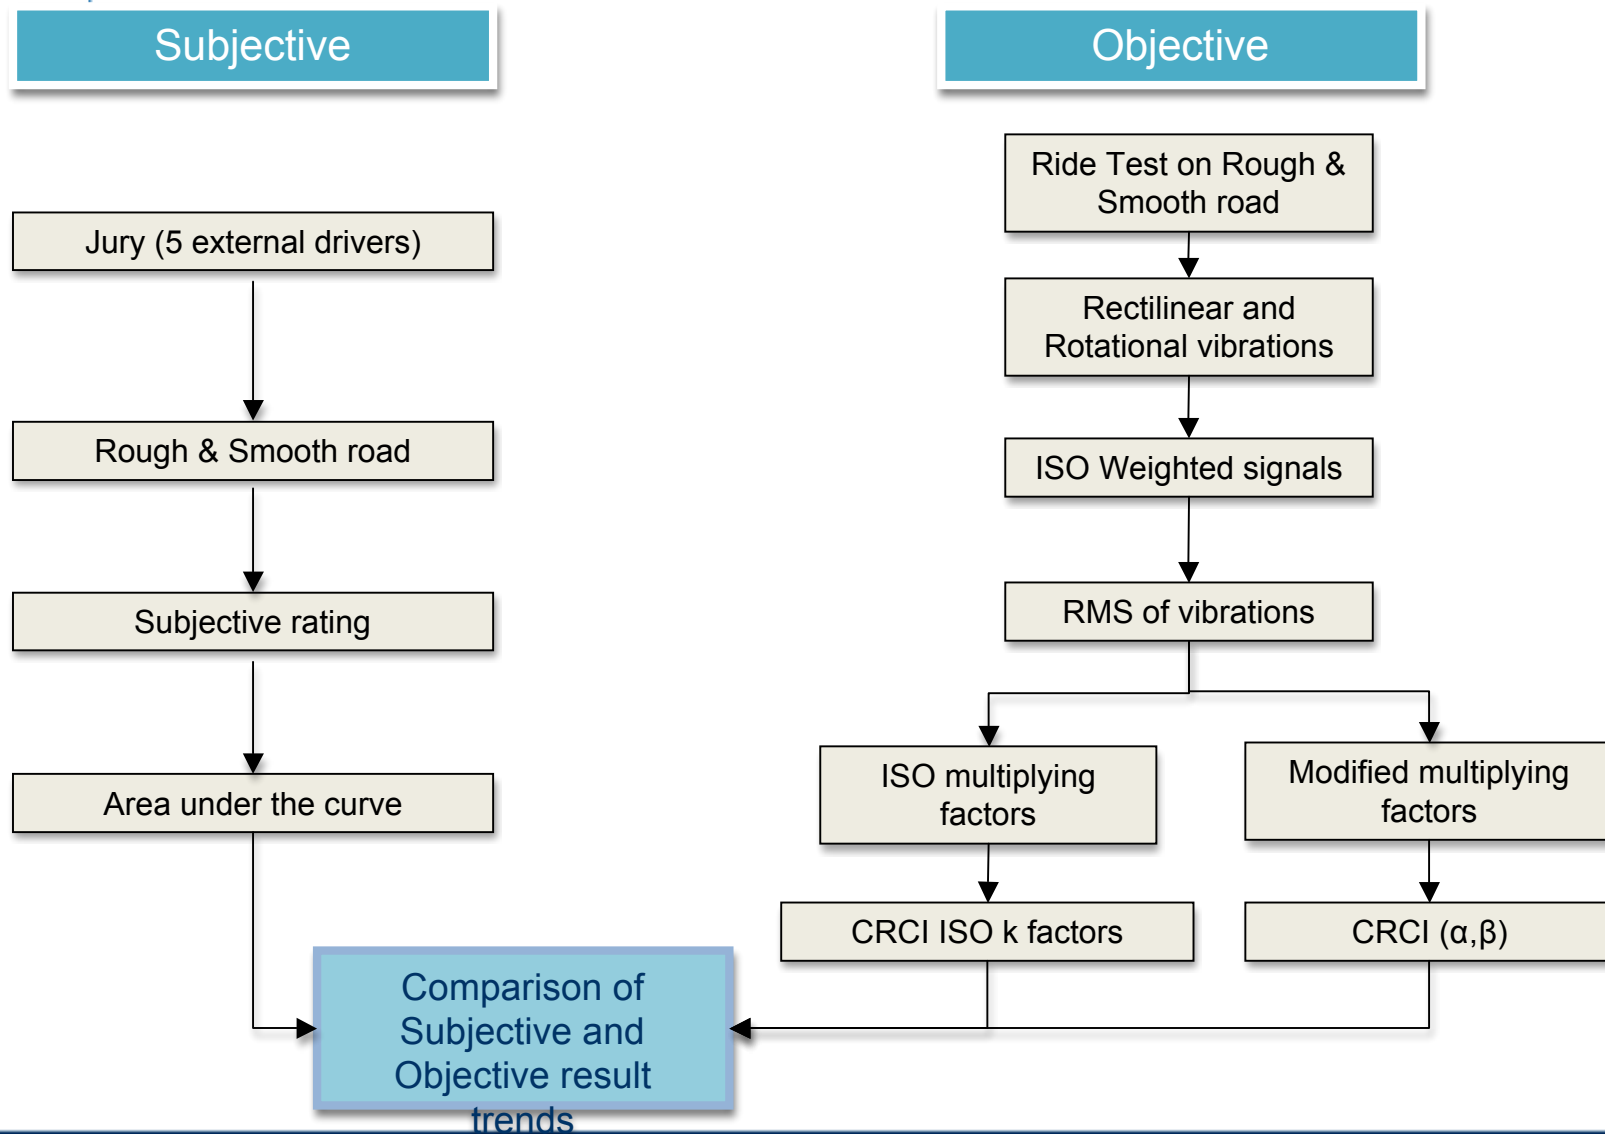 Subjective
Objective
Jury (5 external drivers)
Rough & Smooth road
Subjective rating
Area under the curve
Ride Test on Rough &
Smooth road
Rectilinear and
Rotational vibrations
ISO Weighted signals
RMS of vibrations
ISO multiplying
factors
Modified multiplying
factors
CRCI ISO k factors
CRCI (α,β)
Comparison of
Subjective and
Objective result
trends